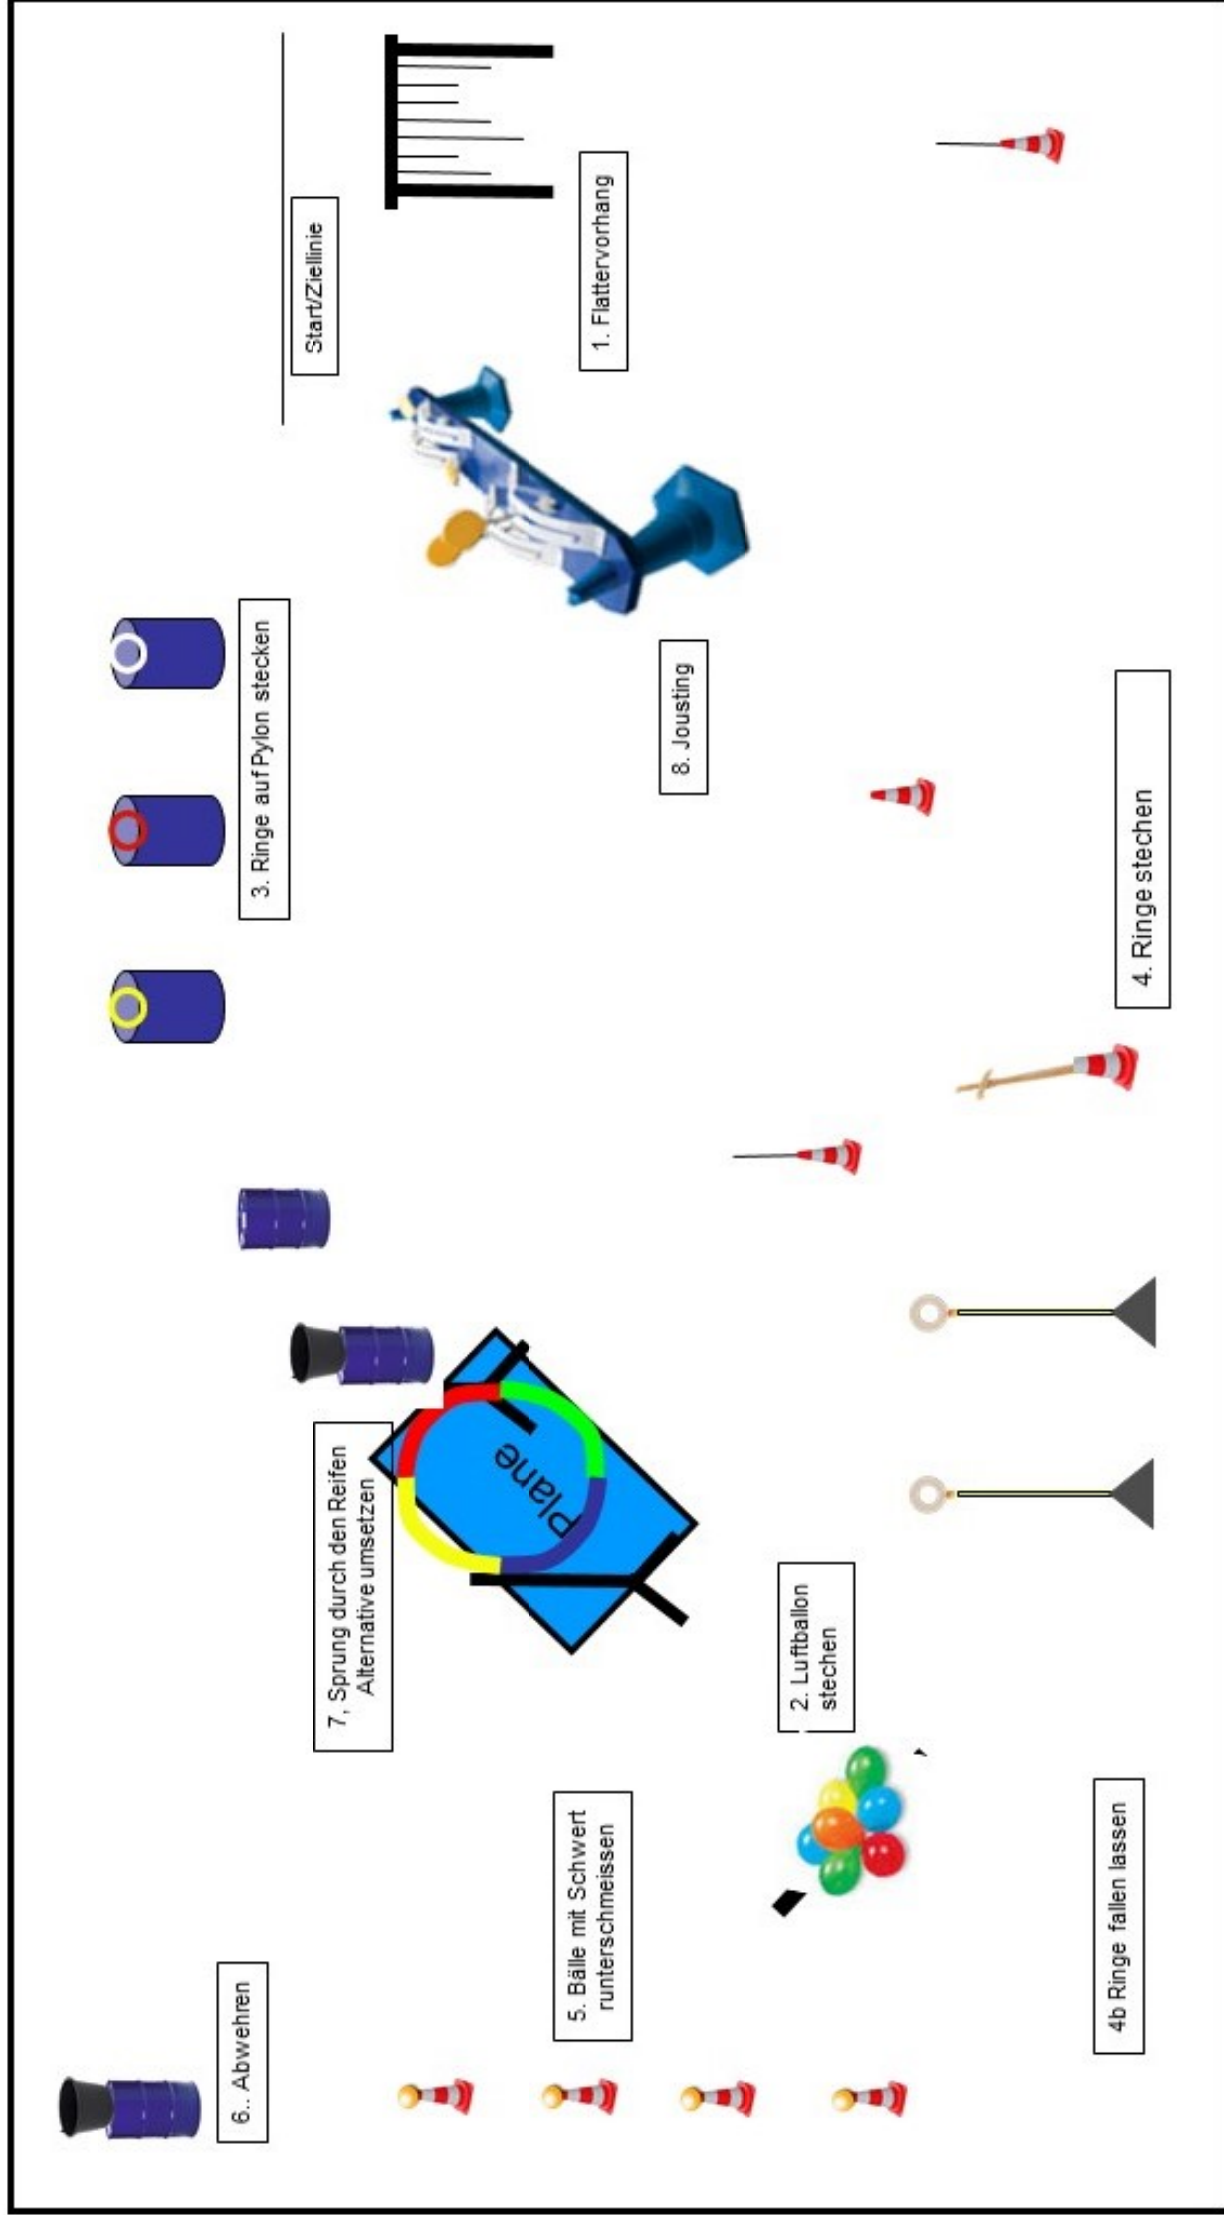 Start/Ziellinie
1. Flattervorhang
3. Ringe auf Pylon stecken
8. Jousting
4. Ringe stechen
7, Sprung durch den Reifen
Alternative umsetzen
Plane
2. Luftballon
stechen
5. Bälle mit Schwert
runterschmeissen
6.. Abwehren
4b Ringe fallen lassen